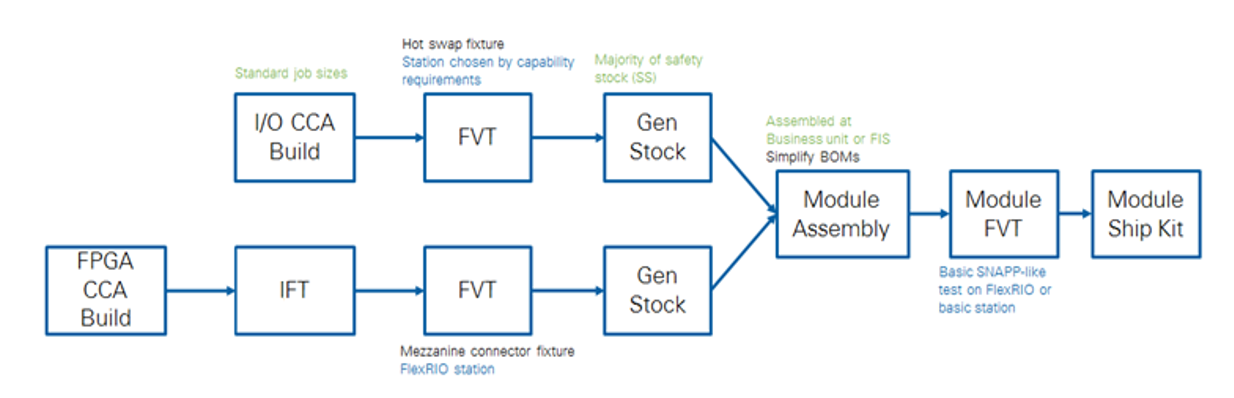 Hot swap fixture
Station chosen by capability
requirements
Standard job sizes
Majority of safety
stock (SS)
I/O CCA
Build
FVT
Gen
Stock
Assembled at
Business unit or FIS
Simplify BOMs
Module
Assembly
Module
FVT
Module
Ship Kit
FPGA
CCA
Build
IFT
FVT
Gen
Stock
Basic SNAPP-like
test on FlexRIO or
basic station
Mezzanine connector fixture
FlexRIO station